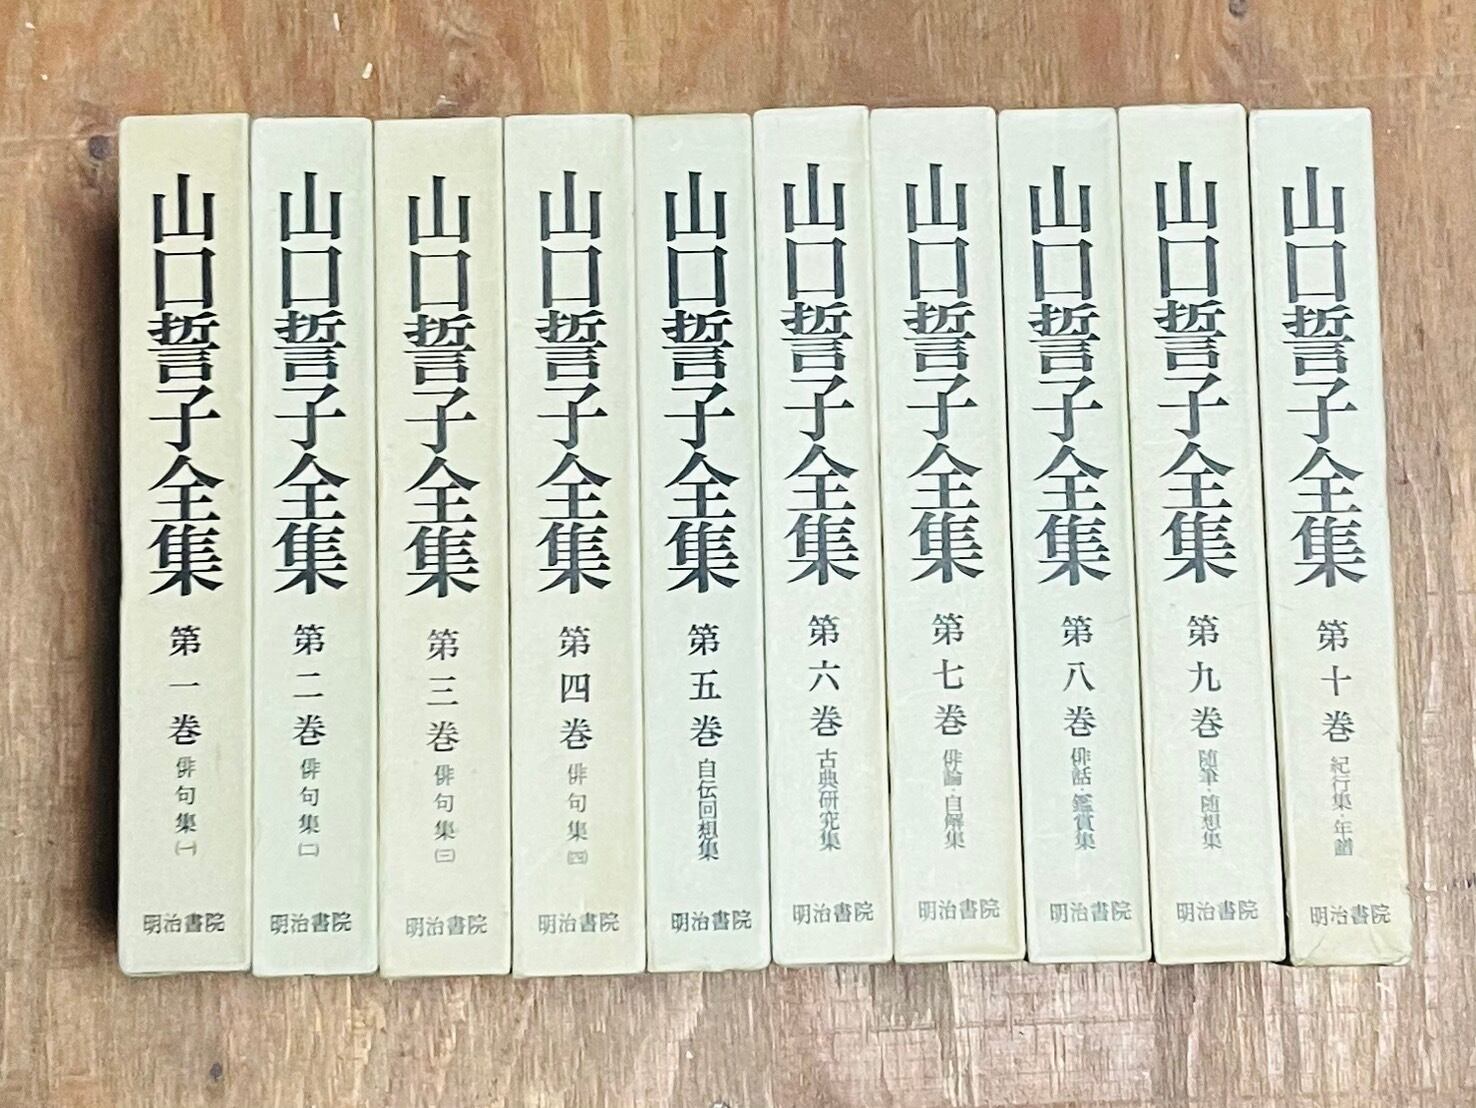 山口誓子全集 第一巻 俳句集㈠ 明治書院
山口誓子全集 第二巻 俳句集㈡ 明治書院
山口誓子全集 第三巻 俳句集㈢ 明治書院
山口誓子全集 第四巻 俳句集㈣ 明治書院
山口誓子全集 第五巻 自伝回想集 明治書院
山口誓子全集 第六巻 古典研究集 明治書院
山口誓子全集 第七巻 俳論・自解集 明治書院
山口誓子全集 第八巻 俳話・鑑賞集 明治書院
山口誓子全集 第九巻 随筆・随想集 明治書院
山口誓子全集 第十巻 紀行集・年譜 明治書院